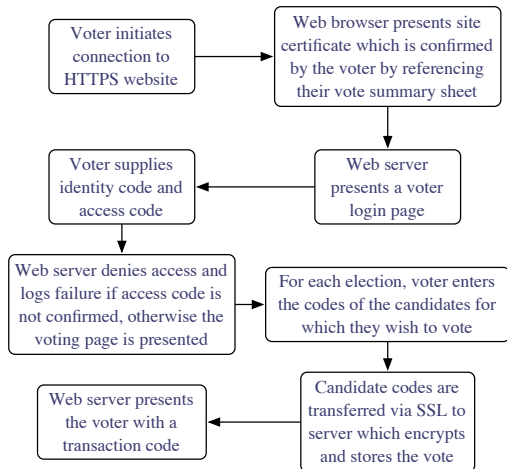 Voter initiates
connection to
HTTPS website
Web browser presents site
certificate which is confirmed
by the voter by referencing
their vote summary sheet
Web server
presents a voter
login page
Voter supplies
identity code and
access code
Web server denies access and
logs failure if access code is
not confirmed, otherwise the
voting page is presented
For each election, voter enters
the codes of the candidates for
which they wish to vote
Candidate codes are
transferred via SSL to
server which encrypts
and stores the vote
Web server presents
the voter with a
transaction code